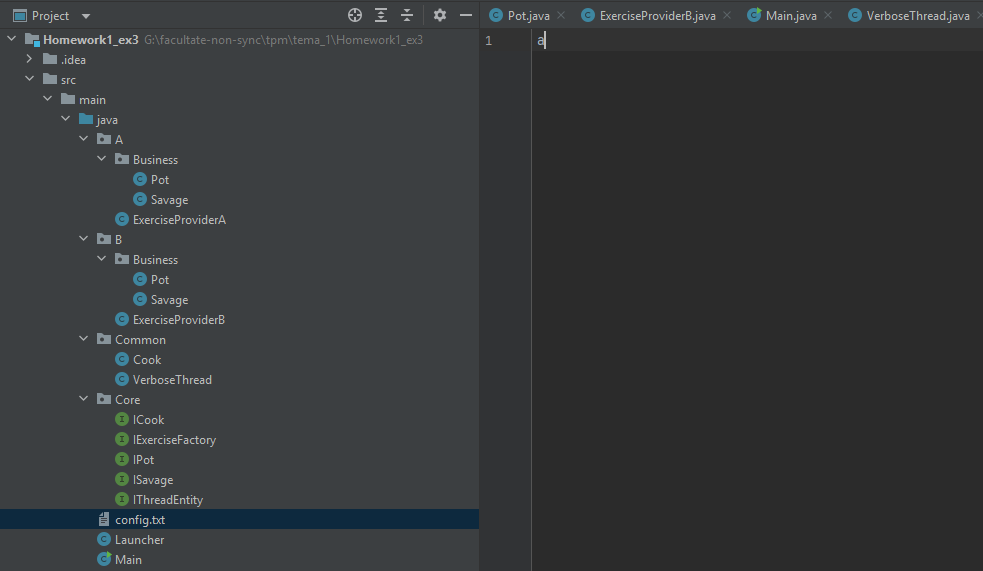 Project
Pot.java ExerciseProviderB.java Main.java VerboseThread.java
Homework1_ex3 G:\facultate-non-sync\tpm\tema_1\Homework1_ex3
1 a
.idea
src
main
java
A
Business
Pot
Savage
ExerciseProviderA
B
Business
Pot
Savage
ExerciseProviderB
Common
Cook
VerboseThread
Core
ICook
IExerciseFactory
IPot
ISavage
IThreadEntity
config.txt
Launcher
Main